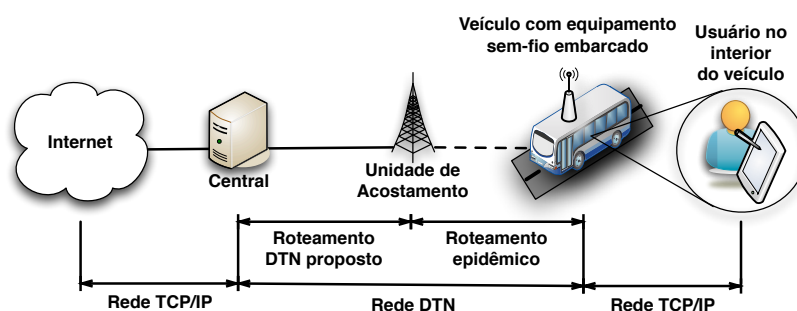 Veículo com equipamento
sem-fio embarcado
Usuário no
interior
do veículo
Internet
Central
Unidade de
Acostamento
Roteamento
DTN proposto
Roteamento
epidêmico
Rede TCP/IP
Rede DTN
Rede TCP/IP